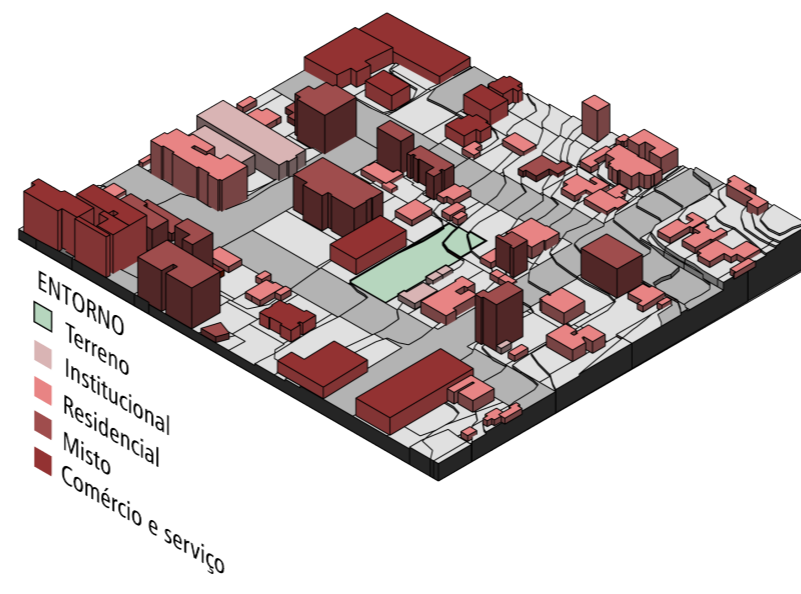 ENTORNO
Terreno
Institucional
Residencial
Misto
Comércio e serviço